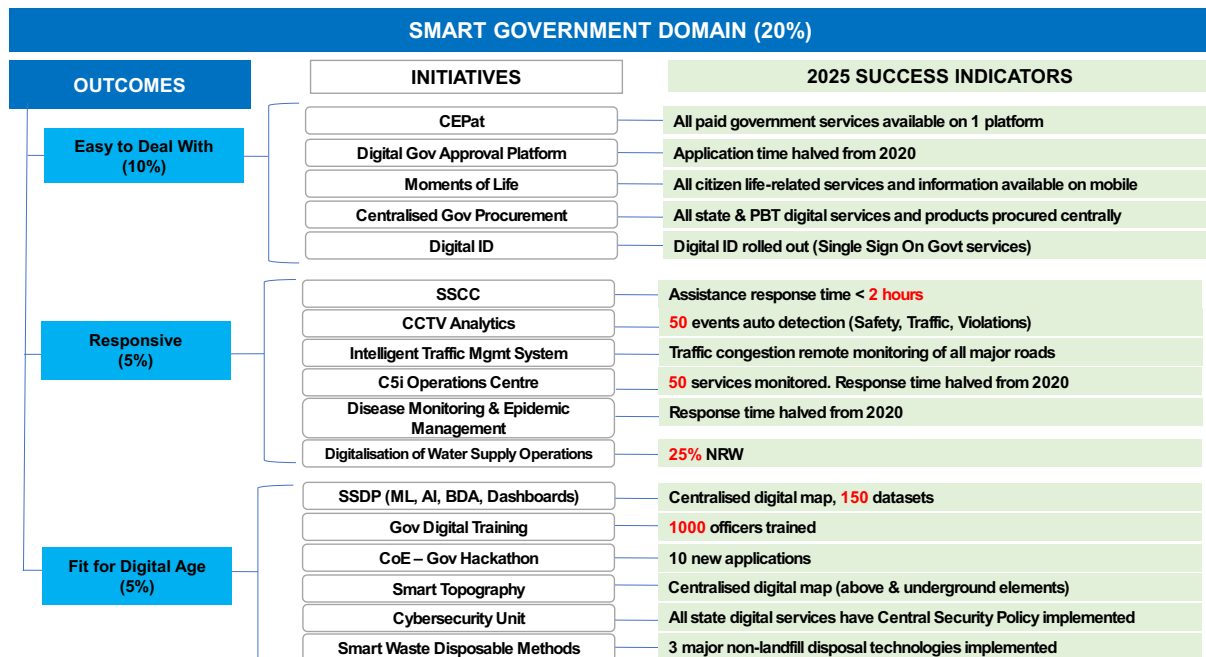 SMART GOVERNMENT DOMAIN (20%)
OUTCOMES
INITIATIVES
2025 SUCCESS INDICATORS
Easy to Deal With
(10%)
CEPat
All paid government services available on 1 platform
Digital Gov Approval Platform
Application time halved from 2020
Moments of Life
All citizen life-related services and information available on mobile
Centralised Gov Procurement
All state & PBT digital services and products procured centrally
Digital ID
Digital ID rolled out (Single Sign On Govt services)
Responsive
(5%)
SSCC
Assistance response time < 2 hours
CCTV Analytics
50 events auto detection (Safety, Traffic, Violations)
Intelligent Traffic Mgmt System
Traffic congestion remote monitoring of all major roads
C5i Operations Centre
50 services monitored. Response time halved from 2020
Disease Monitoring & Epidemic
Management
Response time halved from 2020
Digitalisation of Water Supply Operations
25% NRW
Fit for Digital Age
(5%)
SSDP (ML, AI, BDA, Dashboards)
Centralised digital map, 150 datasets
Gov Digital Training
1000 officers trained
CoE – Gov Hackathon
10 new applications
Smart Topography
Centralised digital map (above & underground elements)
Cybersecurity Unit
All state digital services have Central Security Policy implemented
Smart Waste Disposable Methods
3 major non-landfill disposal technologies implemented